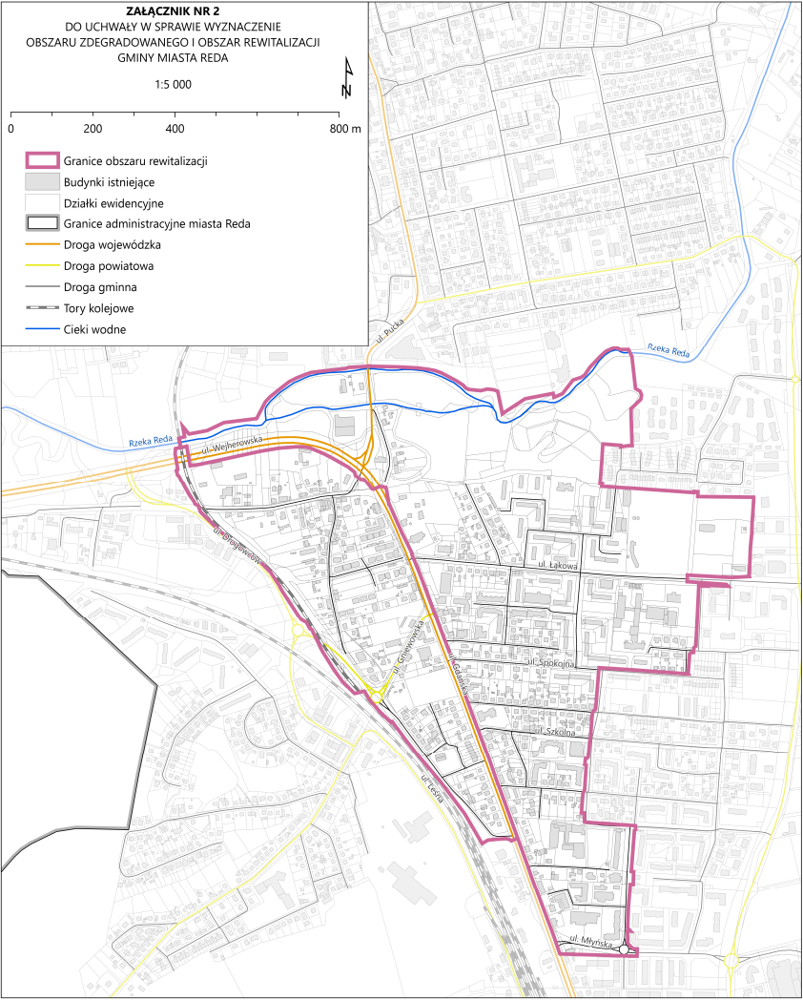 ZAŁĄCZNIK NR 2
DO UCHWAŁY W SPRAWIE WYZNACZENIE
OBSZARU ZDEGRADOWANEGO I OBSZAR REWITALIZACJI
GMINY MIASTA REDA
1:5 000
N
0 200 400 800 m
Granice obszaru rewitalizacji
Budynki istniejące
Działki ewidencyjne
Granice administracyjne miasta Reda
Droga wojewódzka
Droga powiatowa
Droga gminna
Tory kolejowe
Cieki wodne
ul. Pucka
Rzeka Reda
Rzeka Reda
ul. Wejherowska
ul. Drogowców
ul. Łąkowa
ul. Gniewowska
ul. Gdańska
ul. Spokojna
ul. Szkolna
ul. Leśna
ul. Młyńska